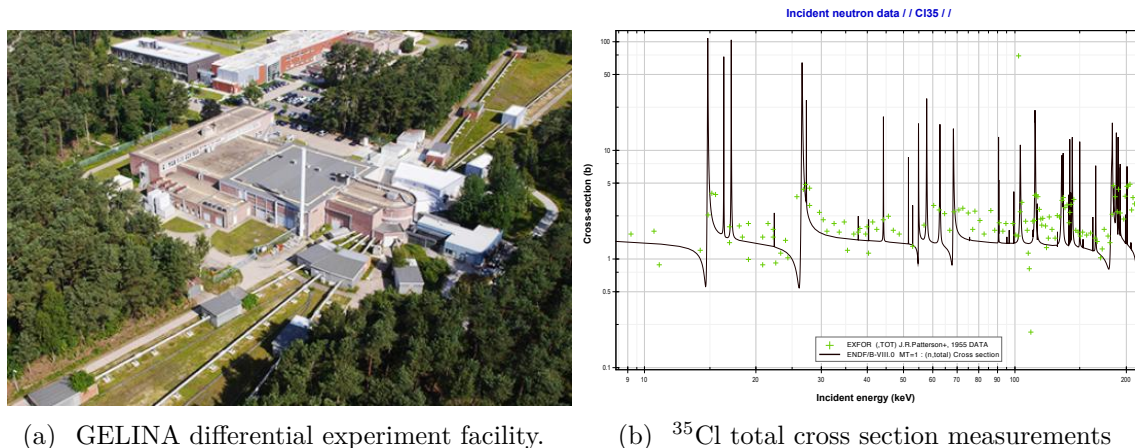 Incident neutron data / / Cl35 / /
100
50
10
5
1
0.5
0.1
Cross-section (b)
EXFOR (,TOT) J.R.Patterson+, 1955 DATA
ENDF/B-VIII.0 MT=1 : (n,total) Cross section
9 10 20 30 40 50 60 70 80 90 100 200
Incident energy (keV)
(a) GELINA differential experiment facility.
(b) ³⁵Cl total cross section measurements